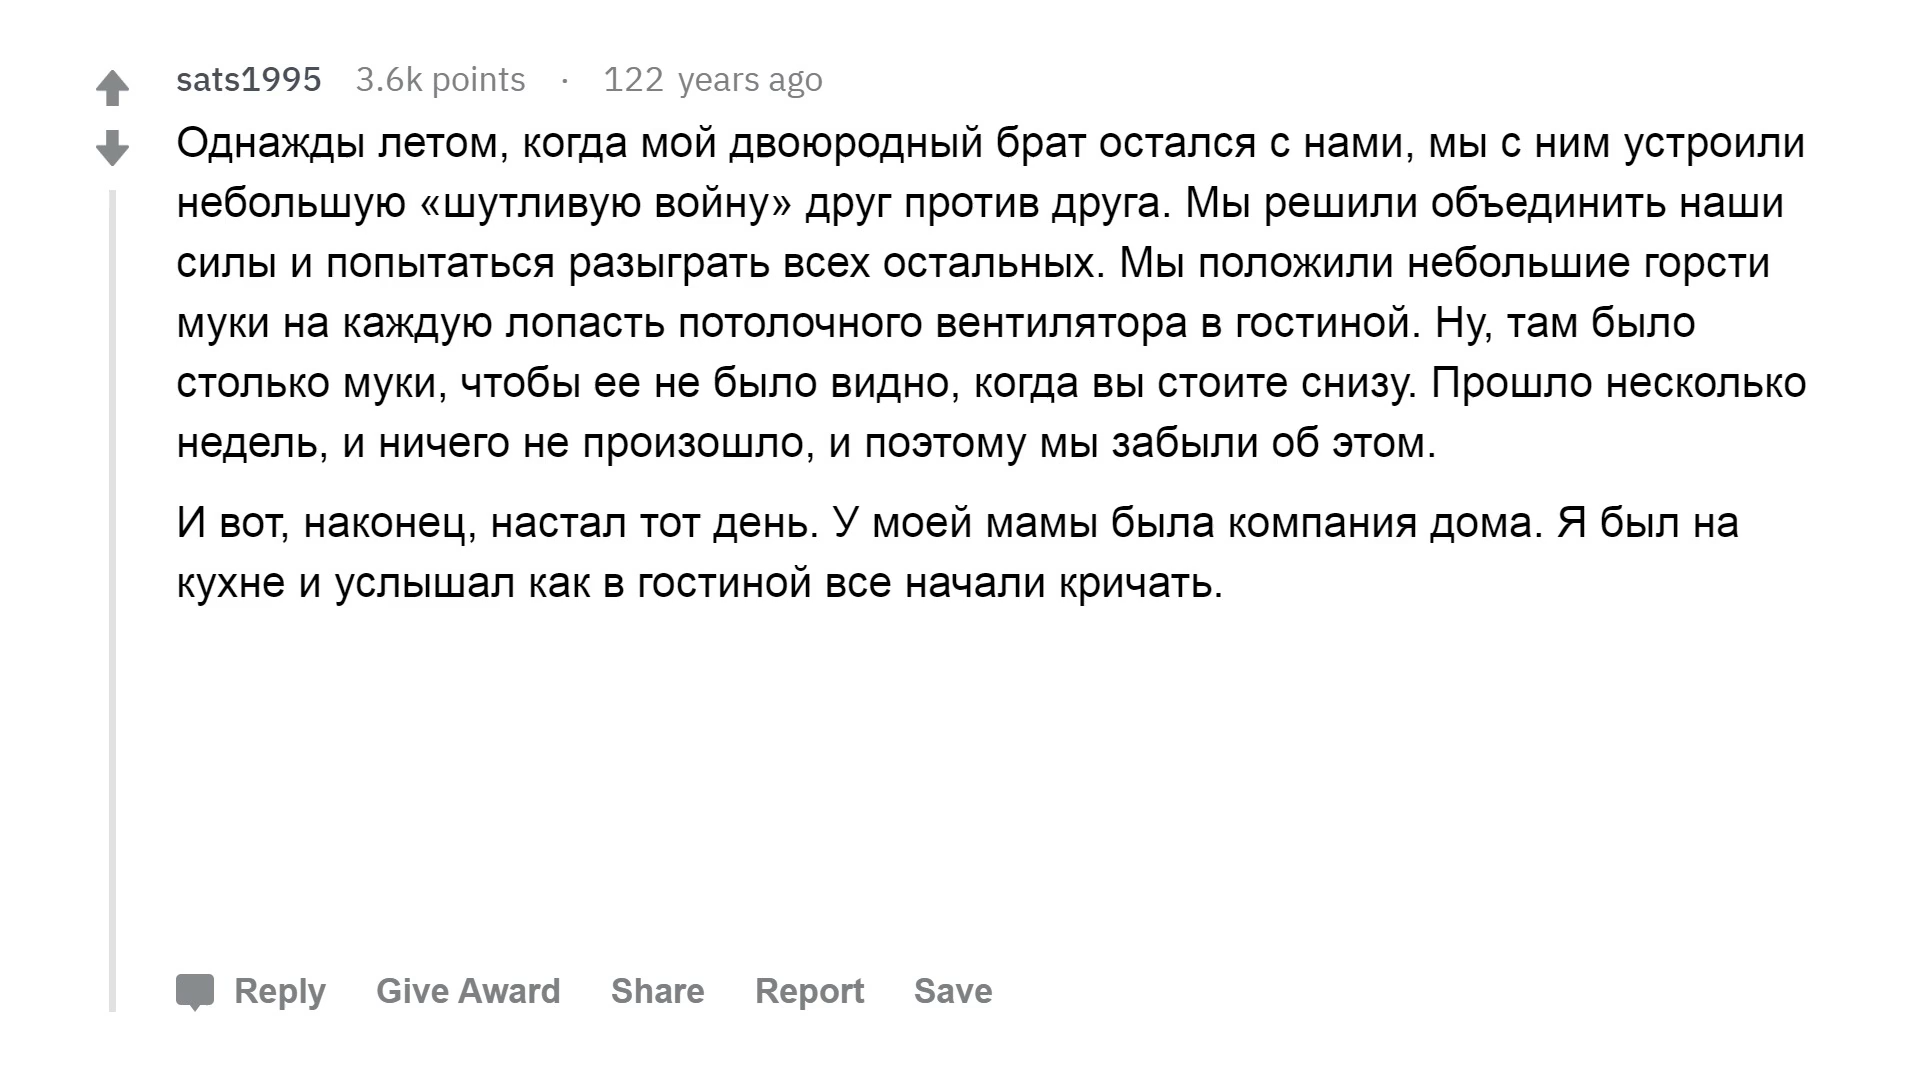 sats1995 3.6k points · 122 years ago
Однажды летом, когда мой двоюродный брат остался с нами, мы с ним устроили
небольшую «шутливую войну» друг против друга. Мы решили объединить наши
силы и попытаться разыграть всех остальных. Мы положили небольшие горсти
муки на каждую лопасть потолочного вентилятора в гостиной. Ну, там было
столько муки, чтобы ее не было видно, когда вы стоите снизу. Прошло несколько
недель, и ничего не произошло, и поэтому мы забыли об этом.
И вот, наконец, настал тот день. У моей мамы была компания дома. Я был на
кухне и услышал как в гостиной все начали кричать.
Reply Give Award Share Report Save